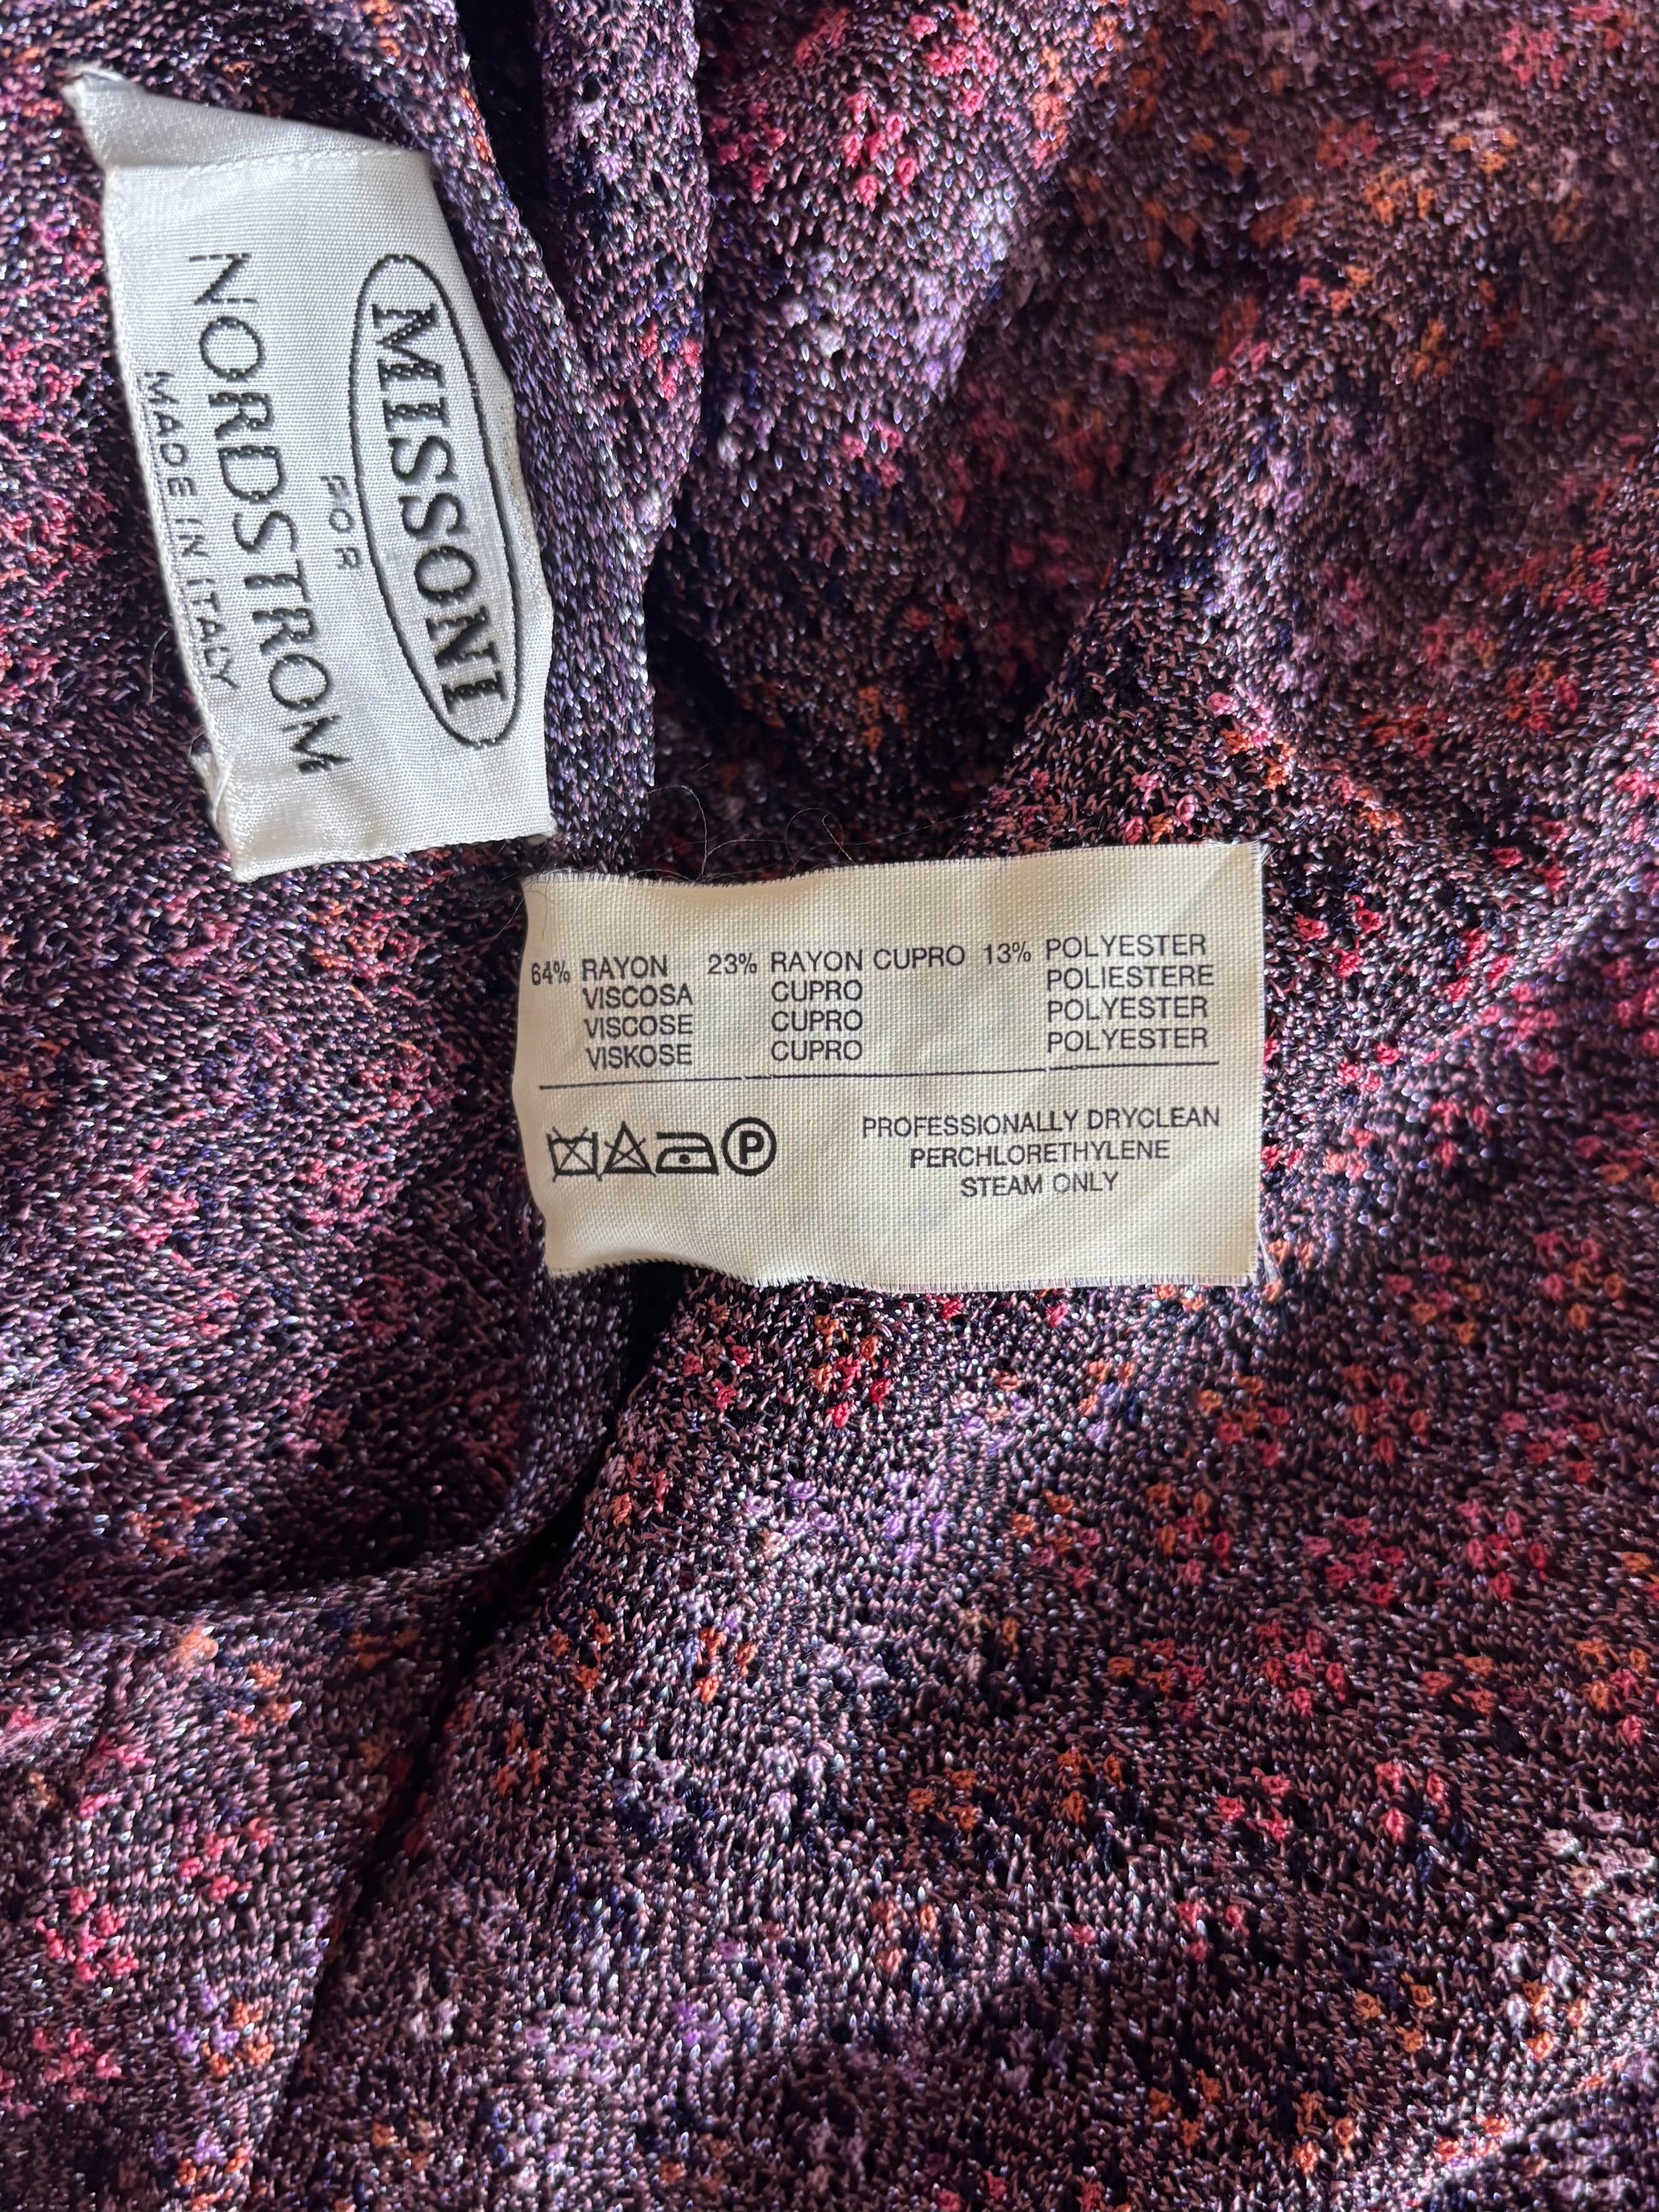 MISSONI
FOR
NORDSTROM
MADE IN ITALY
64% RAYON 23% RAYON CUPRO 13% POLYESTER
VISCOSA CUPRO POLIESTERE
VISCOSE CUPRO POLYESTER
VISKOSE CUPRO POLYESTER
P
PROFESSIONALLY DRYCLEAN
PERCHLORETHYLENE
STEAM ONLY